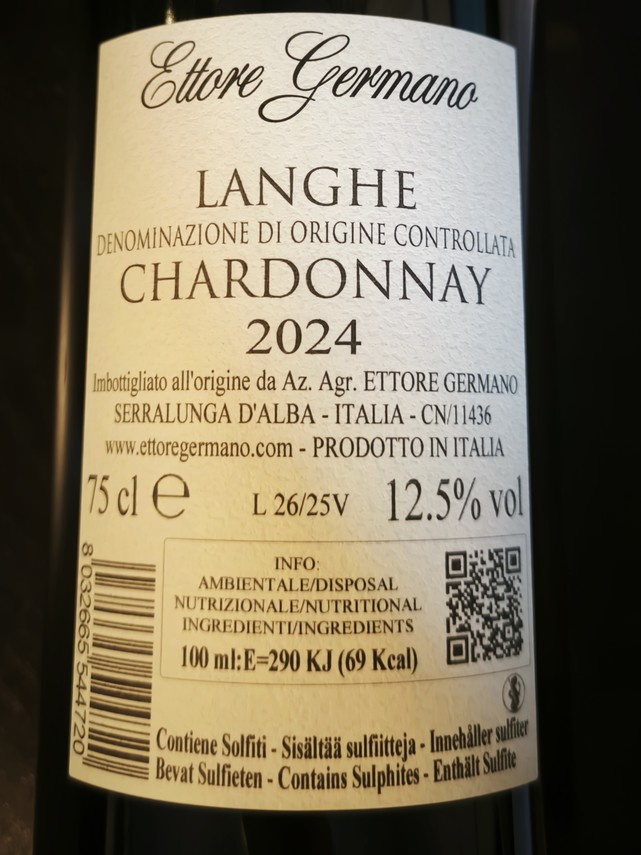 Ettore Germano
LANGHE
DENOMINAZIONE DI ORIGINE CONTROLLATA
CHARDONNAY
2024
Imbottigliato all'origine da Az. Agr. ETTORE GERMANO
SERRALUNGA D'ALBA - ITALIA - CN/11436
www.ettoregermano.com - PRODOTTO IN ITALIA
75 cl e L 26/25V 12.5% vol
INFO:
AMBIENTALE/DISPOSAL
NUTRIZIONALE/NUTRITIONAL
INGREDIENTI/INGREDIENTS
100 ml:E=290 KJ (69 Kcal)
8 032665 544720
Contiene Solfiti - Sisältää sulfiitteja - Innehåller sulfiter
Bevat Sulfieten - Contains Sulphites - Enthält Sulfite